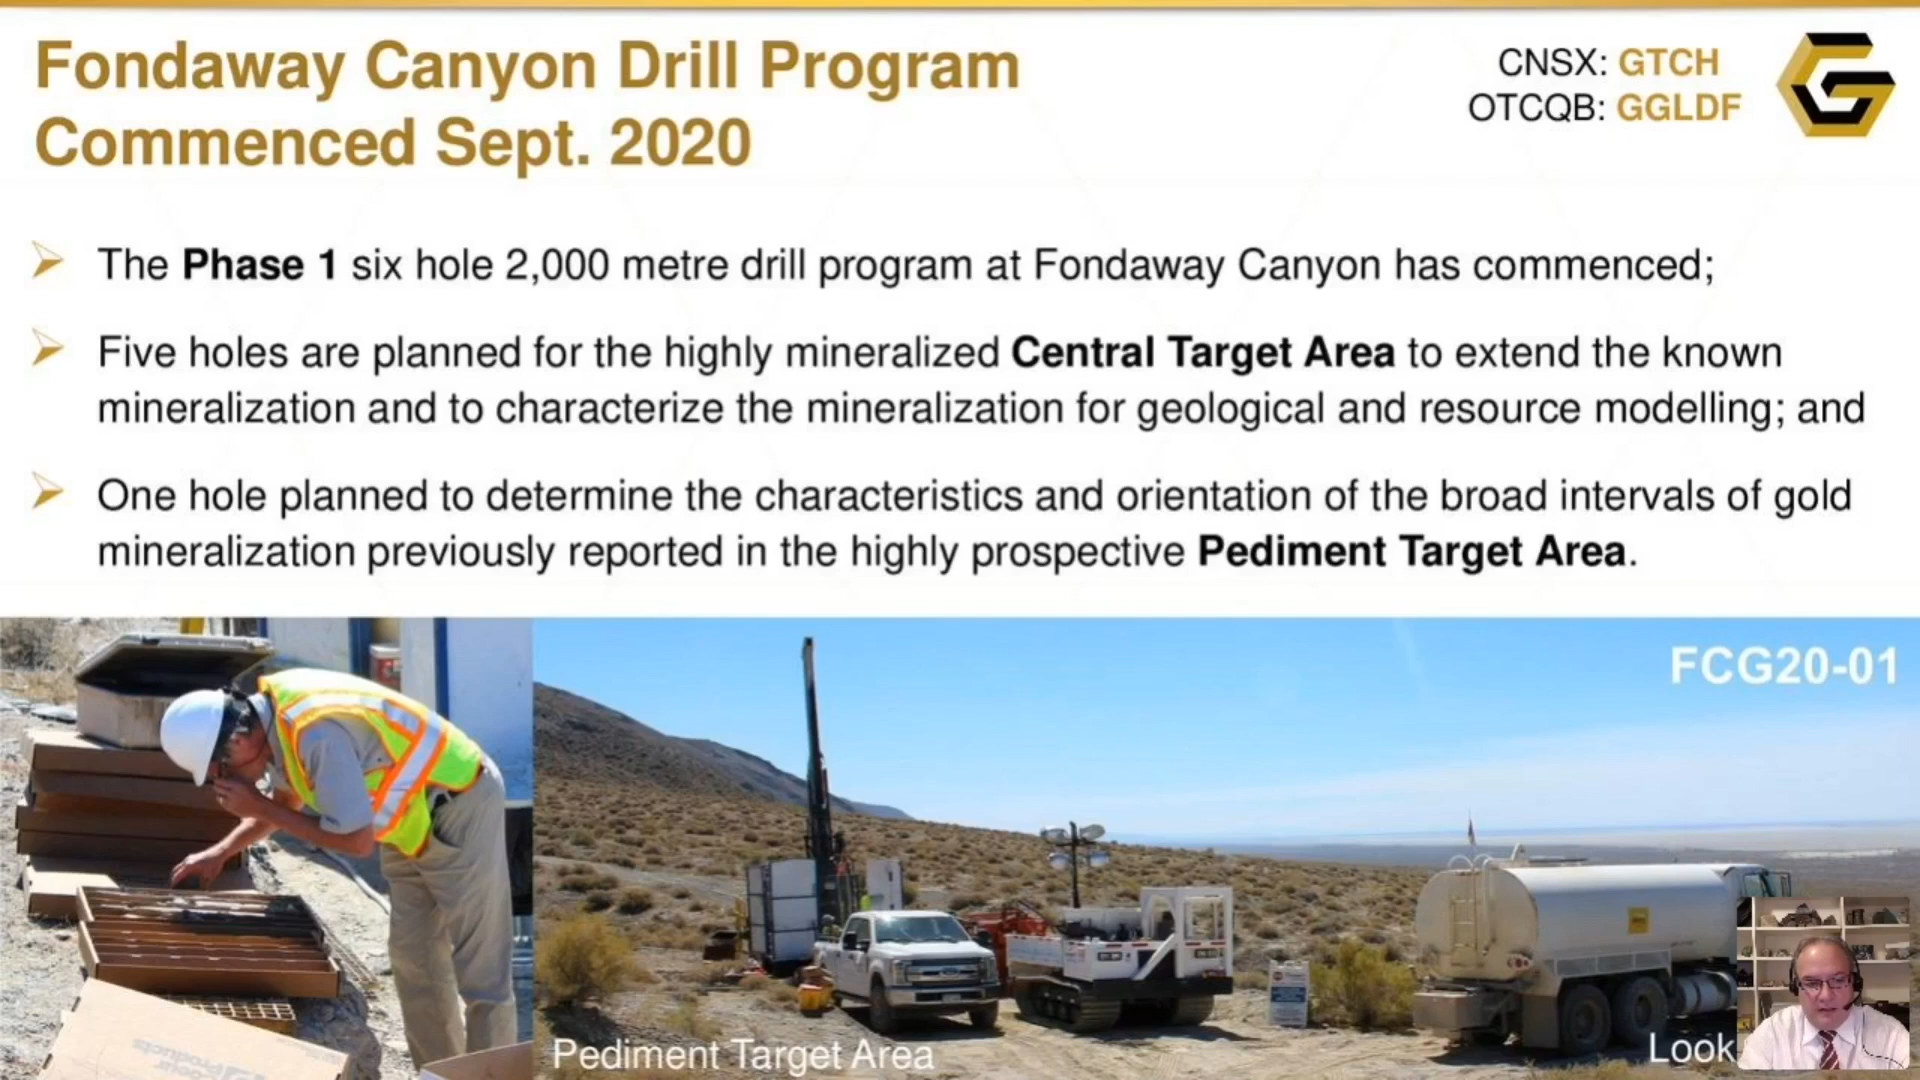 Fondaway Canyon Drill Program
Commenced Sept. 2020
CNSX: GTCH
OTCQB: GGLDF
The Phase 1 six hole 2,000 metre drill program at Fondaway Canyon has commenced;
Five holes are planned for the highly mineralized Central Target Area to extend the known
mineralization and to characterize the mineralization for geological and resource modelling; and
One hole planned to determine the characteristics and orientation of the broad intervals of gold
mineralization previously reported in the highly prospective Pediment Target Area.
FCG20-01
Pediment Target Area
Look